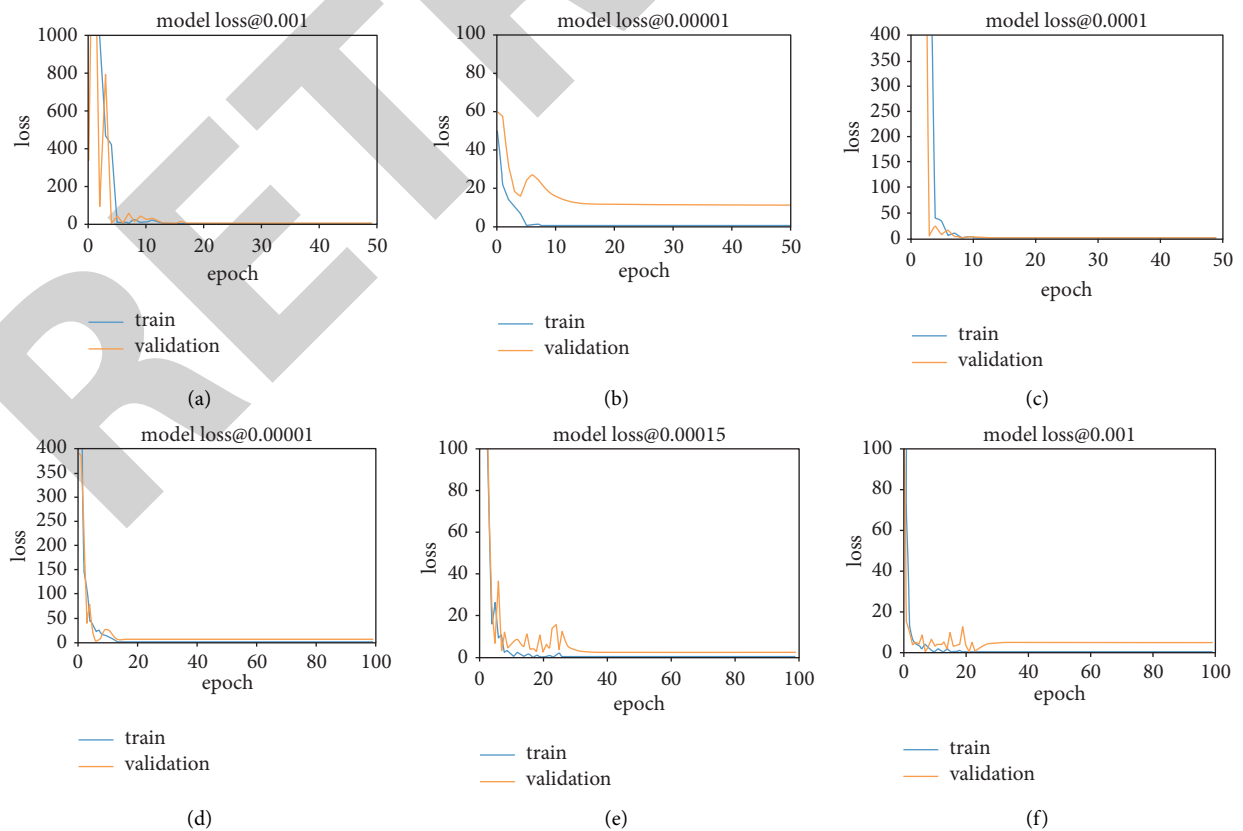 model loss@0.001
1000
800
600
400
200
0
loss
0 10 20 30 40 50
epoch
train
validation
(a)
model loss@0.00001
100
80
60
40
20
0
loss
0 10 20 30 40 50
epoch
train
validation
(b)
model loss@0.0001
400
350
300
250
200
150
100
50
0
loss
0 10 20 30 40 50
epoch
train
validation
(c)
model loss@0.00001
400
350
300
250
200
150
100
50
0
loss
0 20 40 60 80 100
epoch
train
validation
(d)
model loss@0.00015
100
80
60
40
20
0
loss
0 20 40 60 80 100
epoch
train
validation
(e)
model loss@0.001
100
80
60
40
20
0
loss
0 20 40 60 80 100
epoch
train
validation
(f)